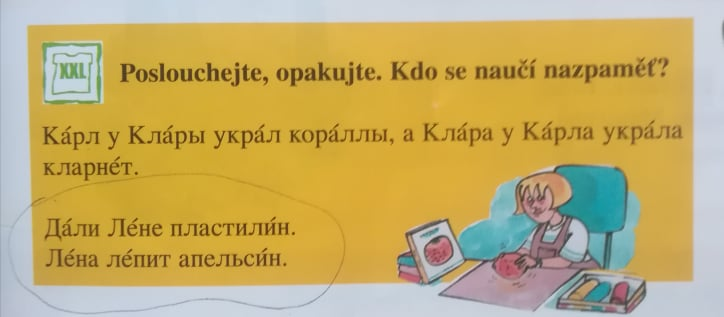 XXL
Poslouchejte, opakujte. Kdo se naučí nazpaměť?
Ка́рл у Кла́ры укра́л кора́ллы, а Кла́ра у Ка́рла укра́ла
кларне́т.
Да́ли Ле́не пластили́н.
Ле́на ле́пит апельси́н.